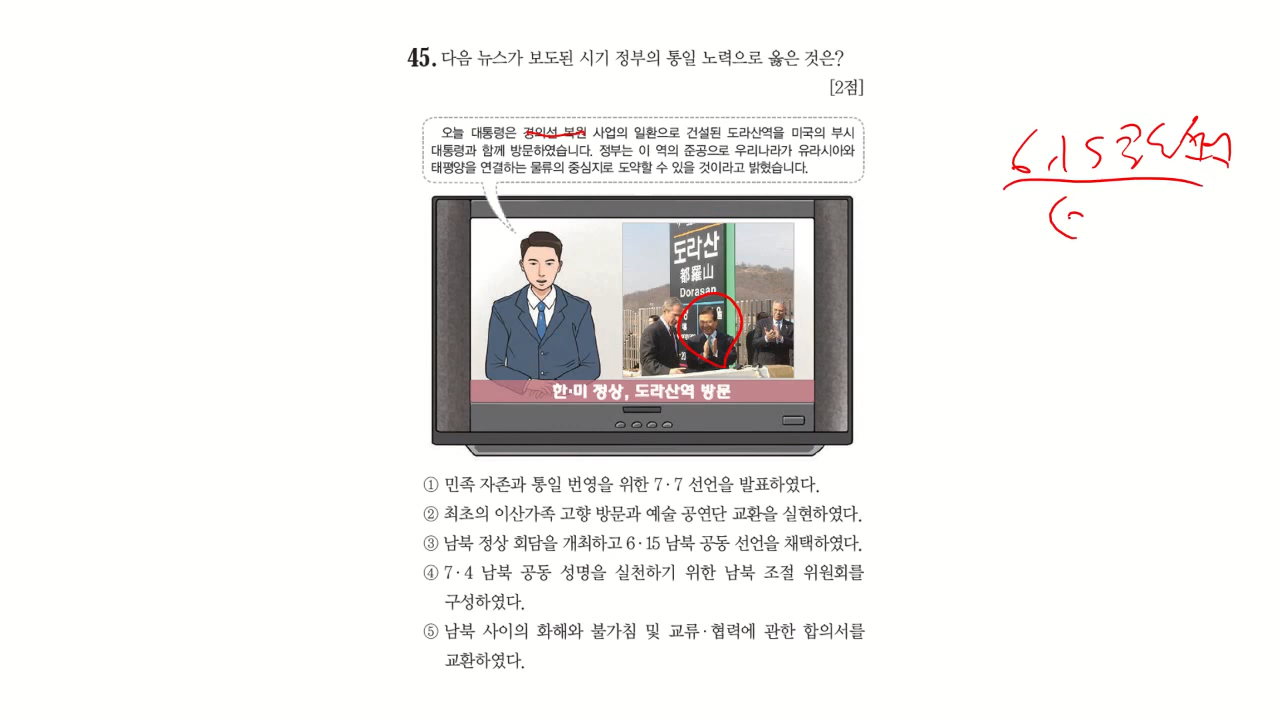 45. 다음 뉴스가 보도된 시기 정부의 통일 노력으로 옳은 것은?
[2점]
오늘 대통령은 경의선 복원 사업의 일환으로 건설된 도라산역을 미국의 부시
대통령과 함께 방문하였습니다. 정부는 이 역의 준공으로 우리나라가 유라시아와
태평양을 연결하는 물류의 중심지로 도약할 수 있을 것이라고 밝혔습니다.
6.15
도라산
都羅山
Dorasan
한·미 정상, 도라산역 방문
① 민족 자존과 통일 번영을 위한 7·7 선언을 발표하였다.
② 최초의 이산가족 고향 방문과 예술 공연단 교환을 실현하였다.
③ 남북 정상 회담을 개최하고 6·15 남북 공동 선언을 채택하였다.
④ 7·4 남북 공동 성명을 실천하기 위한 남북 조절 위원회를
구성하였다.
⑤ 남북 사이의 화해와 불가침 및 교류·협력에 관한 합의서를
교환하였다.